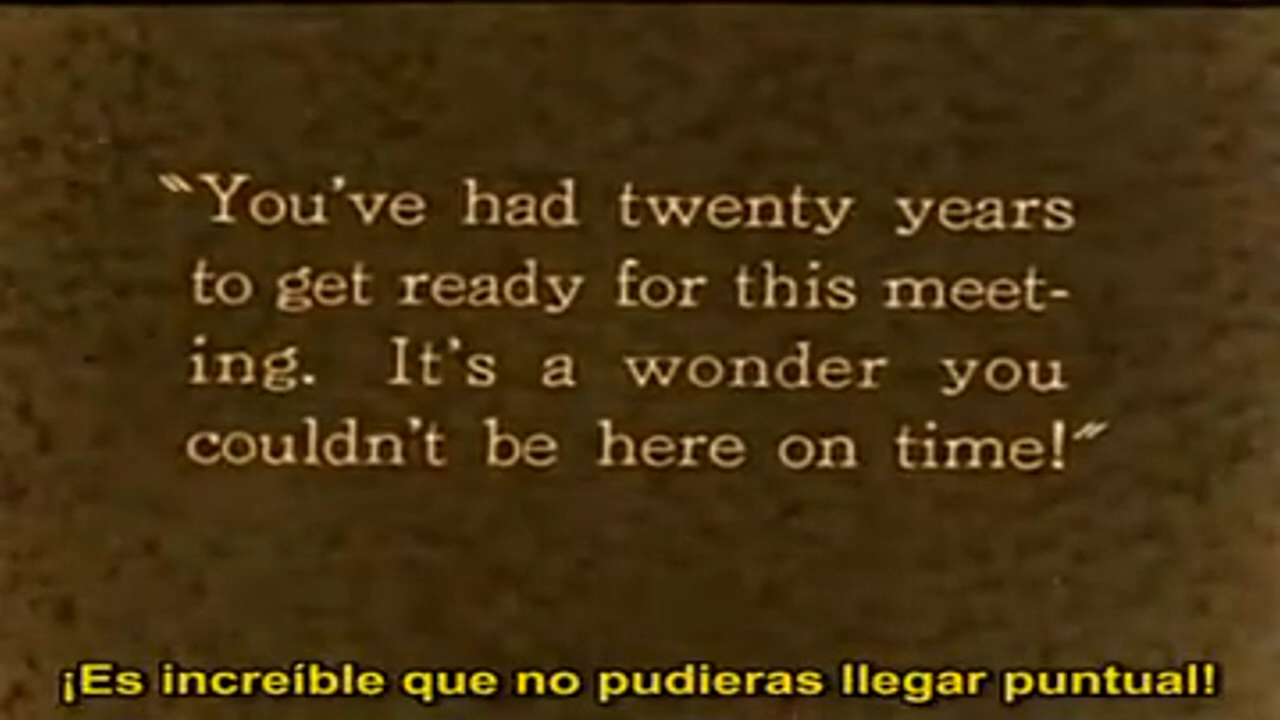 "You've had twenty years
to get ready for this meet-
ing. It's a wonder you
couldn't be here on time!"
¡Es increíble que no pudieras llegar puntual!